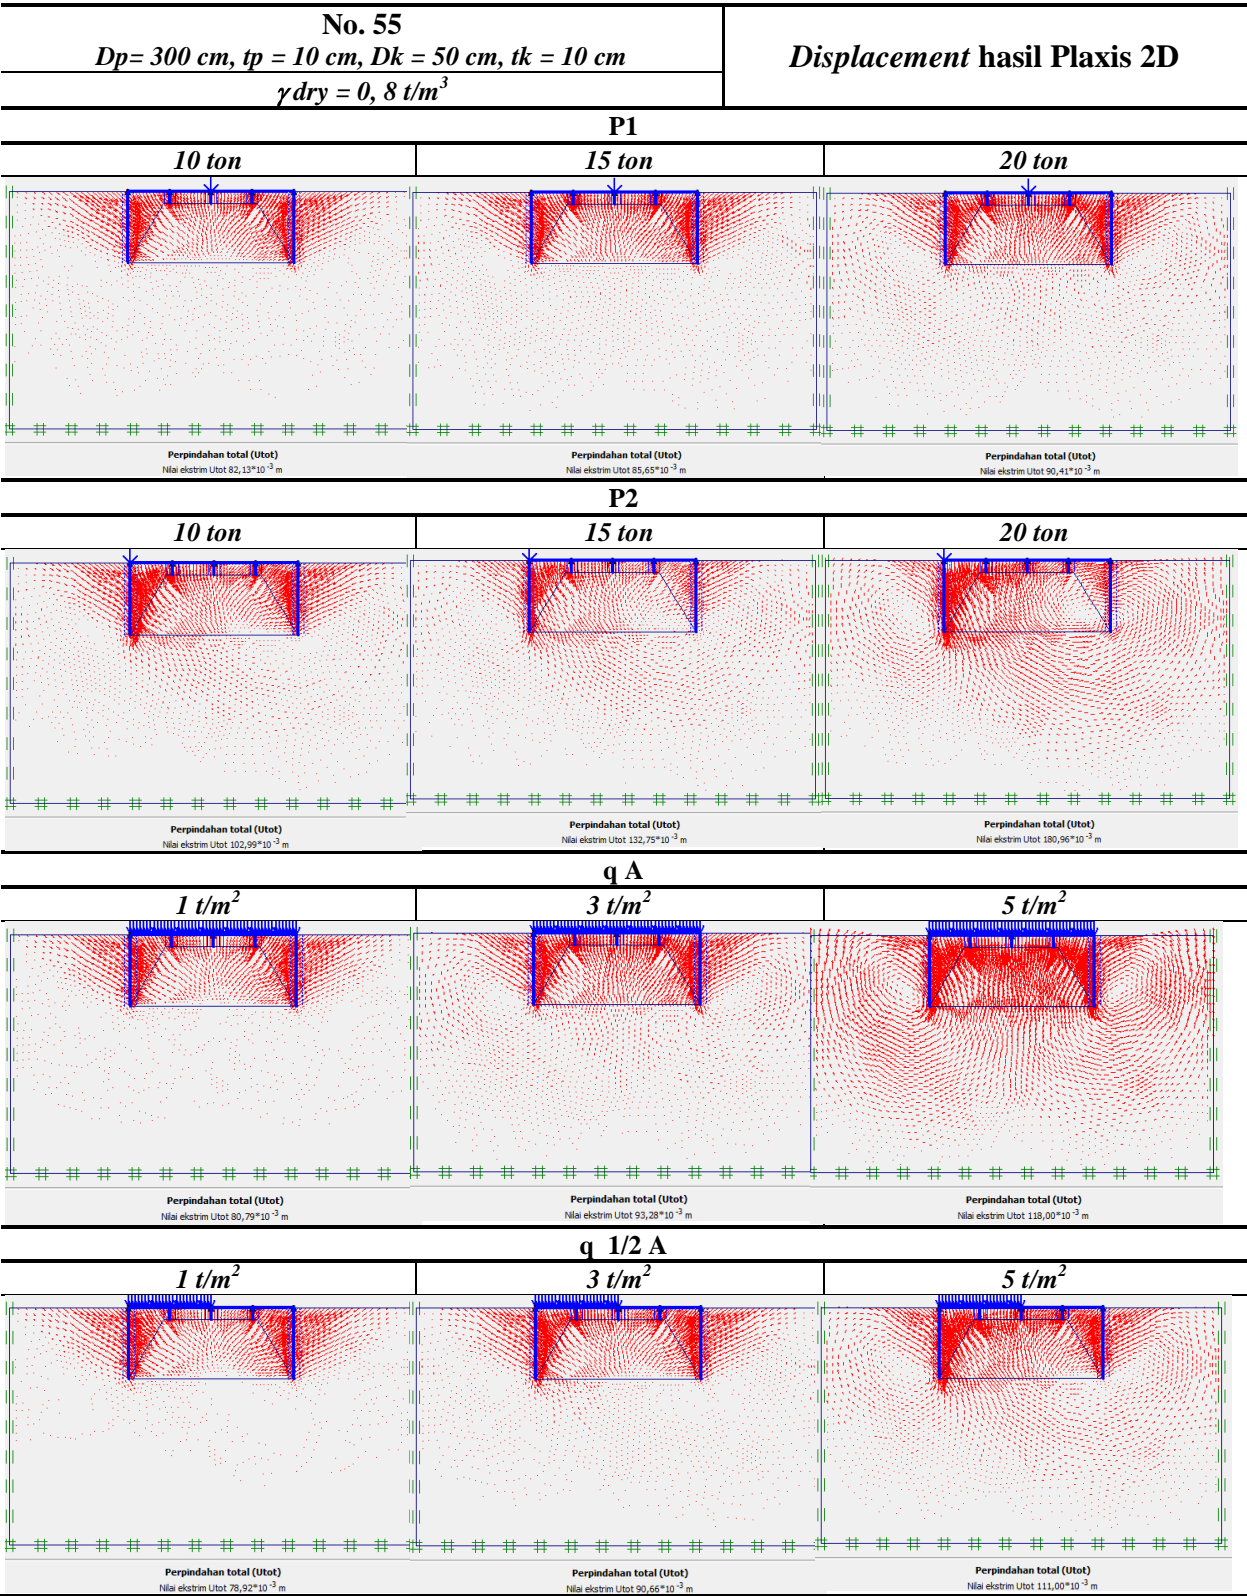 No. 55
Dp= 300 cm, tp = 10 cm, Dk = 50 cm, tk = 10 cm
γ dry = 0, 8 t/m³
Displacement hasil Plaxis 2D
P1
10 ton 15 ton 20 ton
Perpindahan total (Utot) Perpindahan total (Utot) Perpindahan total (Utot)
Nilai ekstrim Utot 82,13*10⁻³ m Nilai ekstrim Utot 85,65*10⁻³ m Nilai ekstrim Utot 90,41*10⁻³ m
P2
10 ton 15 ton 20 ton
Perpindahan total (Utot) Perpindahan total (Utot) Perpindahan total (Utot)
Nilai ekstrim Utot 102,99*10⁻³ m Nilai ekstrim Utot 132,75*10⁻³ m Nilai ekstrim Utot 180,96*10⁻³ m
q A
1 t/m² 3 t/m² 5 t/m²
Perpindahan total (Utot) Perpindahan total (Utot) Perpindahan total (Utot)
Nilai ekstrim Utot 80,79*10⁻³ m Nilai ekstrim Utot 93,28*10⁻³ m Nilai ekstrim Utot 118,00*10⁻³ m
q 1/2 A
1 t/m² 3 t/m² 5 t/m²
Perpindahan total (Utot) Perpindahan total (Utot) Perpindahan total (Utot)
Nilai ekstrim Utot 78,92*10⁻³ m Nilai ekstrim Utot 90,66*10⁻³ m Nilai ekstrim Utot 111,00*10⁻³ m